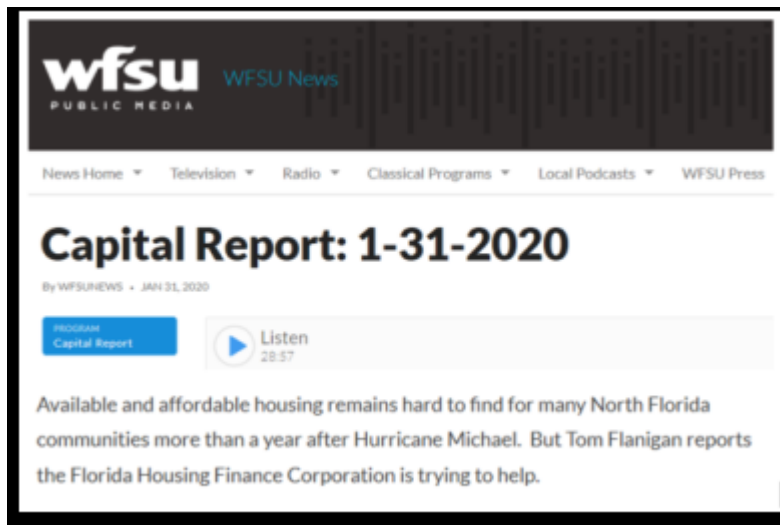 wfsu
PUBLIC MEDIA
WFSU News
News Home Television Radio Classical Programs Local Podcasts WFSU Press
Capital Report: 1-31-2020
By WFSUNEWS • JAN 31, 2020
PROGRAM
Capital Report
Listen
28:57
Available and affordable housing remains hard to find for many North Florida
communities more than a year after Hurricane Michael. But Tom Flanigan reports
the Florida Housing Finance Corporation is trying to help.